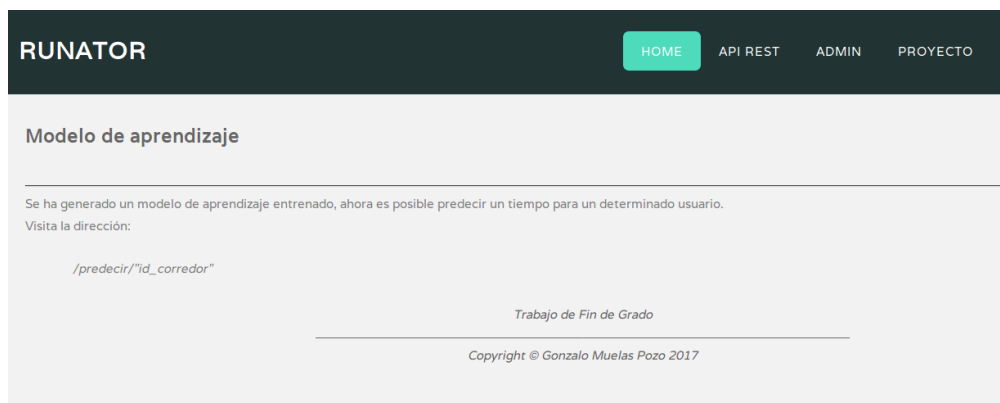 RUNATOR
HOME API REST ADMIN PROYECTO
Modelo de aprendizaje
Se ha generado un modelo de aprendizaje entrenado, ahora es posible predecir un tiempo para un determinado usuario.
Visita la dirección:
/predecir/"id_corredor"
Trabajo de Fin de Grado
Copyright © Gonzalo Muelas Pozo 2017